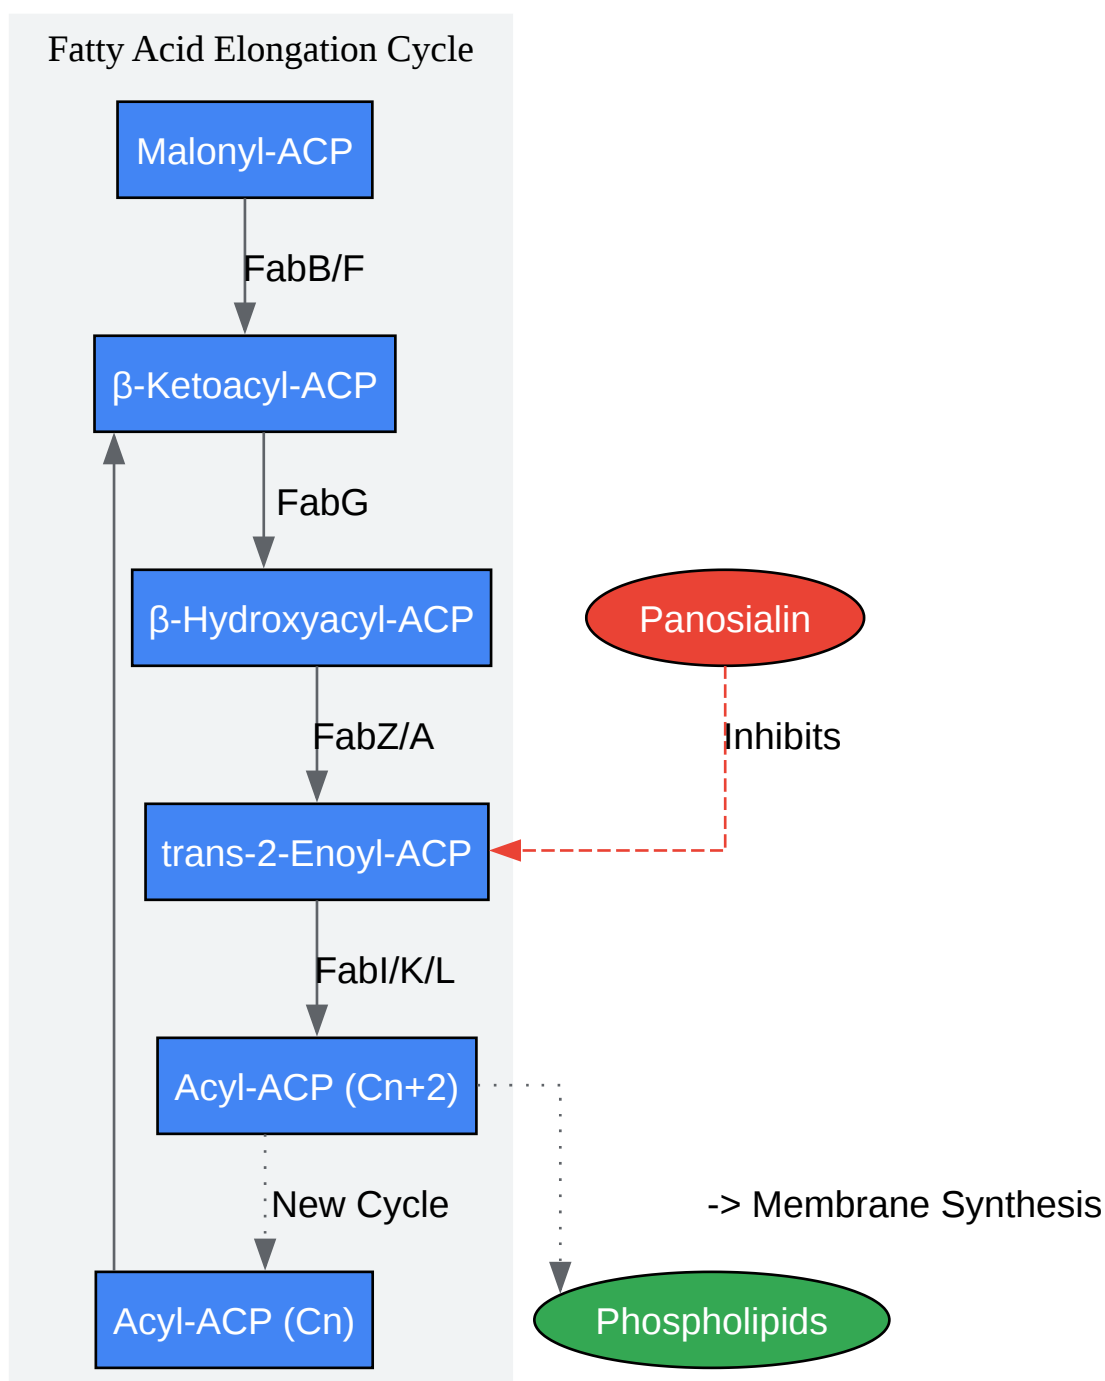 Fatty Acid Elongation Cycle
Malonyl-ACP
FabB/F
β-Ketoacyl-ACP
FabG
β-Hydroxyacyl-ACP
Panosialin
FabZ/A
Inhibits
trans-2-Enoyl-ACP
FabI/K/L
Acyl-ACP (Cn+2)
New Cycle
-> Membrane Synthesis
Acyl-ACP (Cn)
Phospholipids